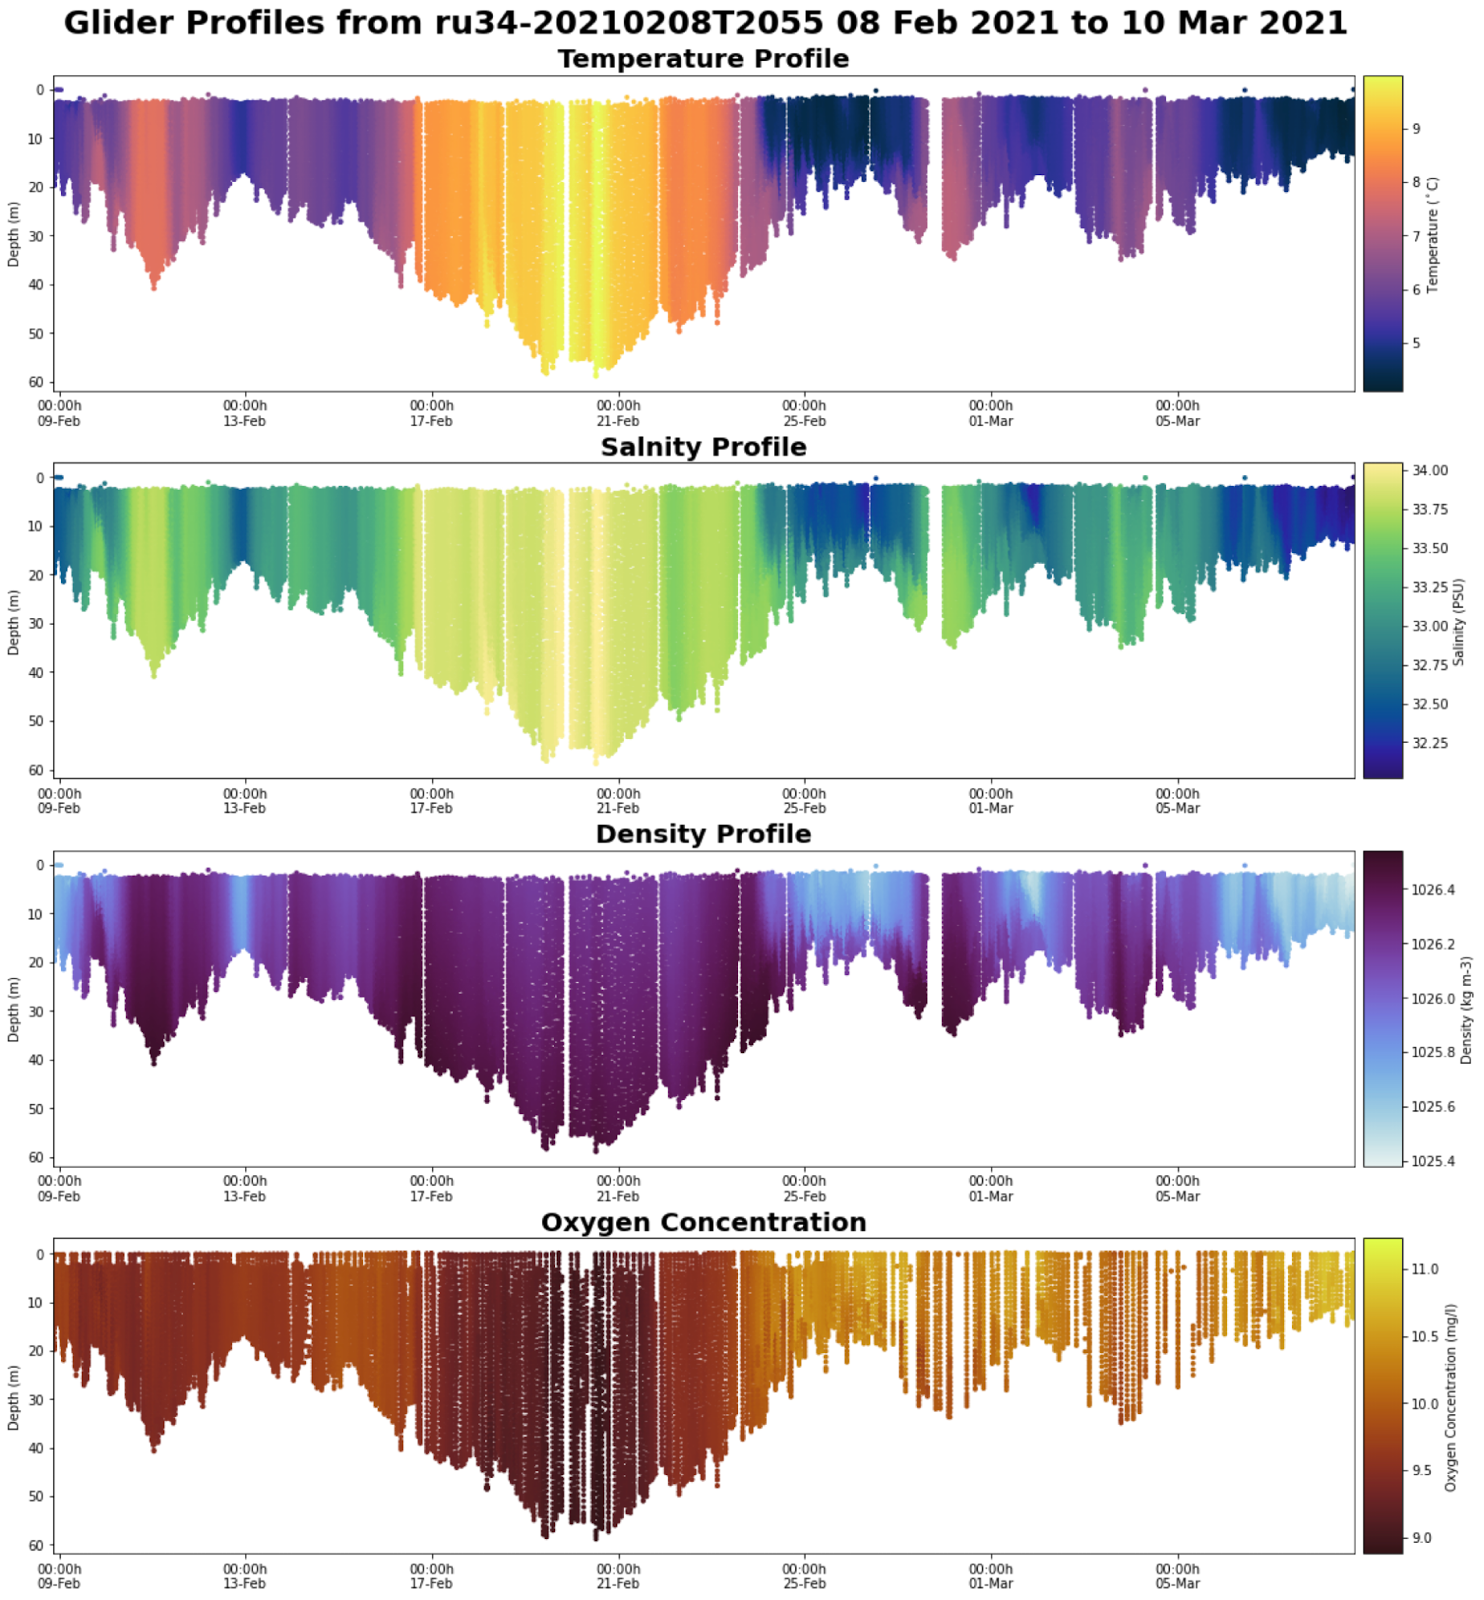 Glider Profiles from ru34-20210208T2055 08 Feb 2021 to 10 Mar 2021
Temperature Profile
0
10
20
30
40
50
60
Depth (m)
00:00h 00:00h 00:00h 00:00h 00:00h 00:00h 00:00h
09-Feb 13-Feb 17-Feb 21-Feb 25-Feb 01-Mar 05-Mar
9
8
7
6
5
Temperature (°C)
Salnity Profile
0
10
20
30
40
50
60
Depth (m)
00:00h 00:00h 00:00h 00:00h 00:00h 00:00h 00:00h
09-Feb 13-Feb 17-Feb 21-Feb 25-Feb 01-Mar 05-Mar
34.00
33.75
33.50
33.25
33.00
32.75
32.50
32.25
Salinity (PSU)
Density Profile
0
10
20
30
40
50
60
Depth (m)
00:00h 00:00h 00:00h 00:00h 00:00h 00:00h 00:00h
09-Feb 13-Feb 17-Feb 21-Feb 25-Feb 01-Mar 05-Mar
1026.4
1026.2
1026.0
1025.8
1025.6
1025.4
Density (kg m-3)
Oxygen Concentration
0
10
20
30
40
50
60
Depth (m)
00:00h 00:00h 00:00h 00:00h 00:00h 00:00h 00:00h
09-Feb 13-Feb 17-Feb 21-Feb 25-Feb 01-Mar 05-Mar
11.0
10.5
10.0
9.5
9.0
Oxygen Concentration (mg/l)